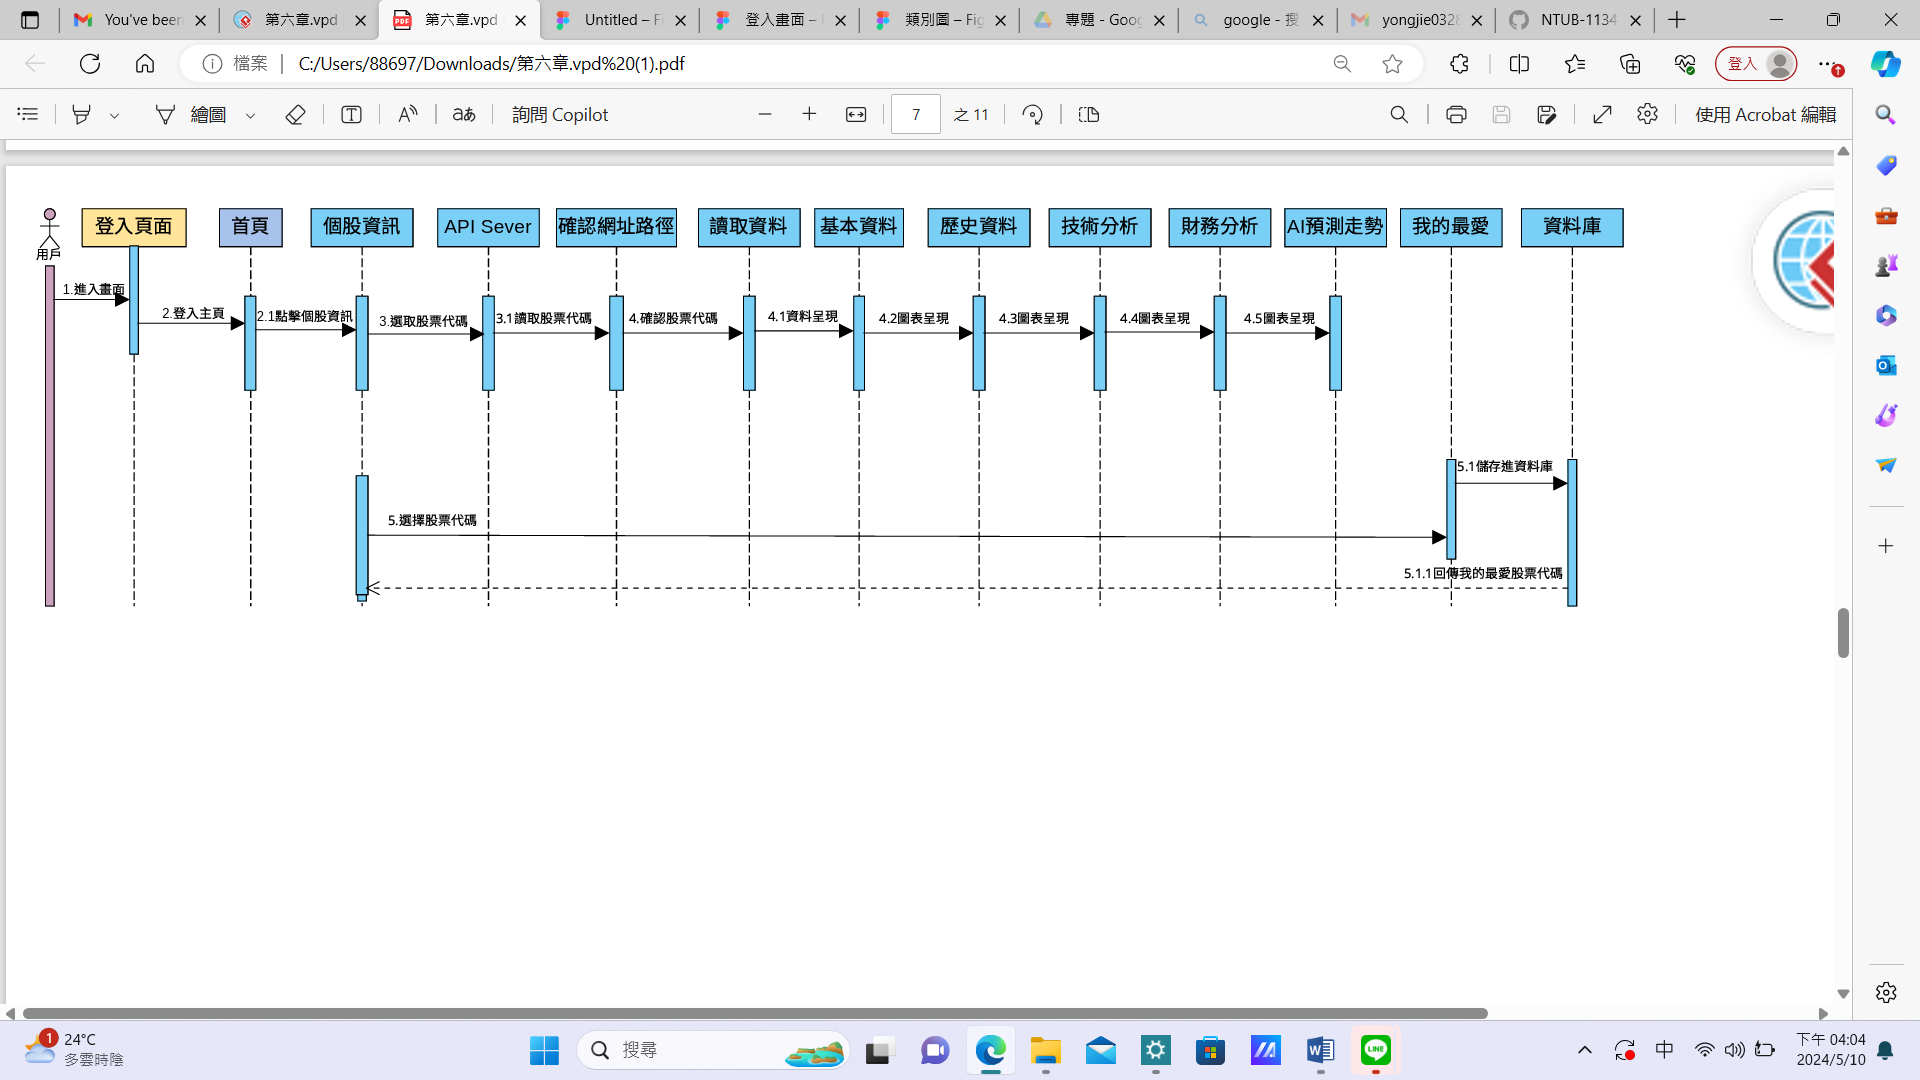 You've been
第六章.vpd
第六章.vpd
Untitled – Fi
登入畫面 –
類別圖 – Fig
專題 - Goog
google - 搜
yongjie0328
NTUB-1134
檔案 C:/Users/88697/Downloads/第六章.vpd%20(1).pdf
登入
繪圖
aあ
詢問 Copilot
7 之 11
使用 Acrobat 編輯
用戶
登入頁面
首頁
個股資訊
API Sever
確認網址路徑
讀取資料
基本資料
歷史資料
技術分析
財務分析
AI預測走勢
我的最愛
資料庫
1.進入畫面
2.登入主頁
2.1點擊個股資訊
3.選取股票代碼
3.1讀取股票代碼
4.確認股票代碼
4.1資料呈現
4.2圖表呈現
4.3圖表呈現
4.4圖表呈現
4.5圖表呈現
5.1儲存進資料庫
5.選擇股票代碼
5.1.1回傳我的最愛股票代碼
1
24°C
多雲時陰
搜尋
LINE
中
下午 04:04
2024/5/10